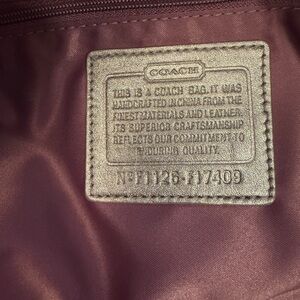 COACH
THIS IS A COACH BAG. IT WAS
HANDCRAFTED IN CHINA FROM THE
FINEST MATERIALS AND LEATHER.
ITS SUPERIOR CRAFTSMANSHIP
REFLECTS OUR COMMITMENT TO
ENDURING QUALITY.
Nº F1126-F17409